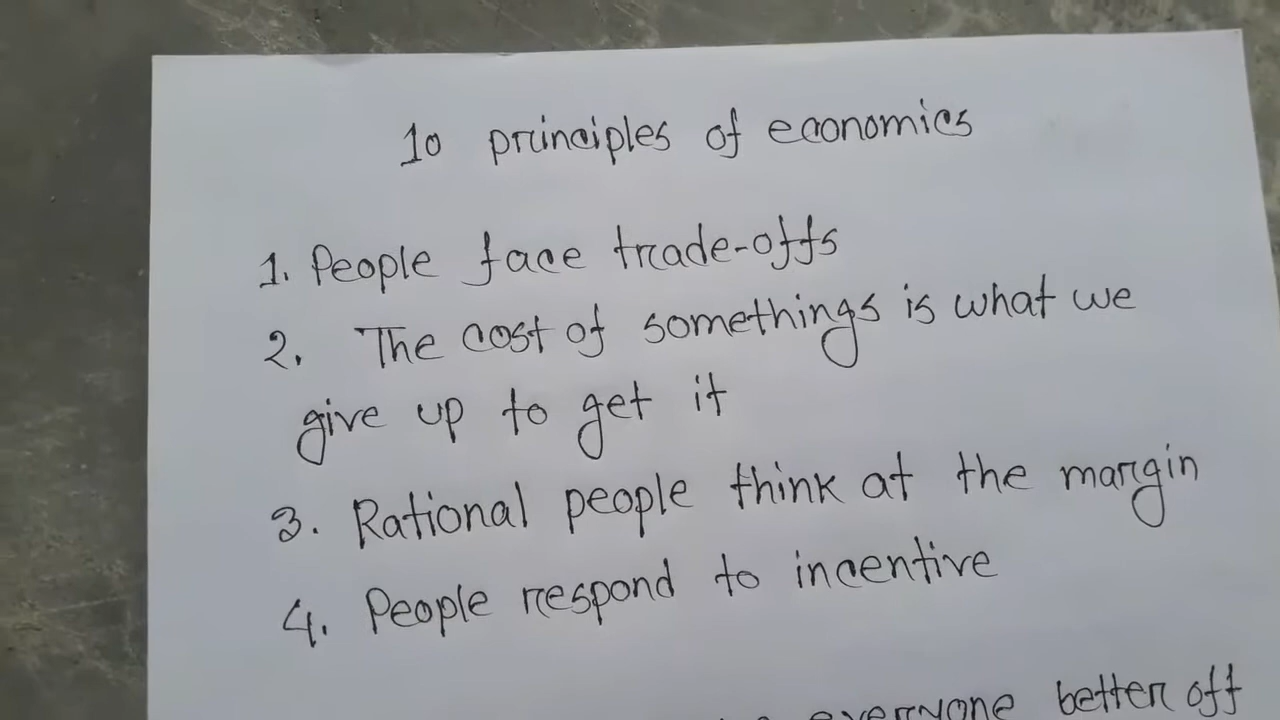 10 principles of economics
1. People face trade-offs
2. The cost of somethings is what we
give up to get it
3. Rational people think at the margin
4. People respond to incentive
everyone better off